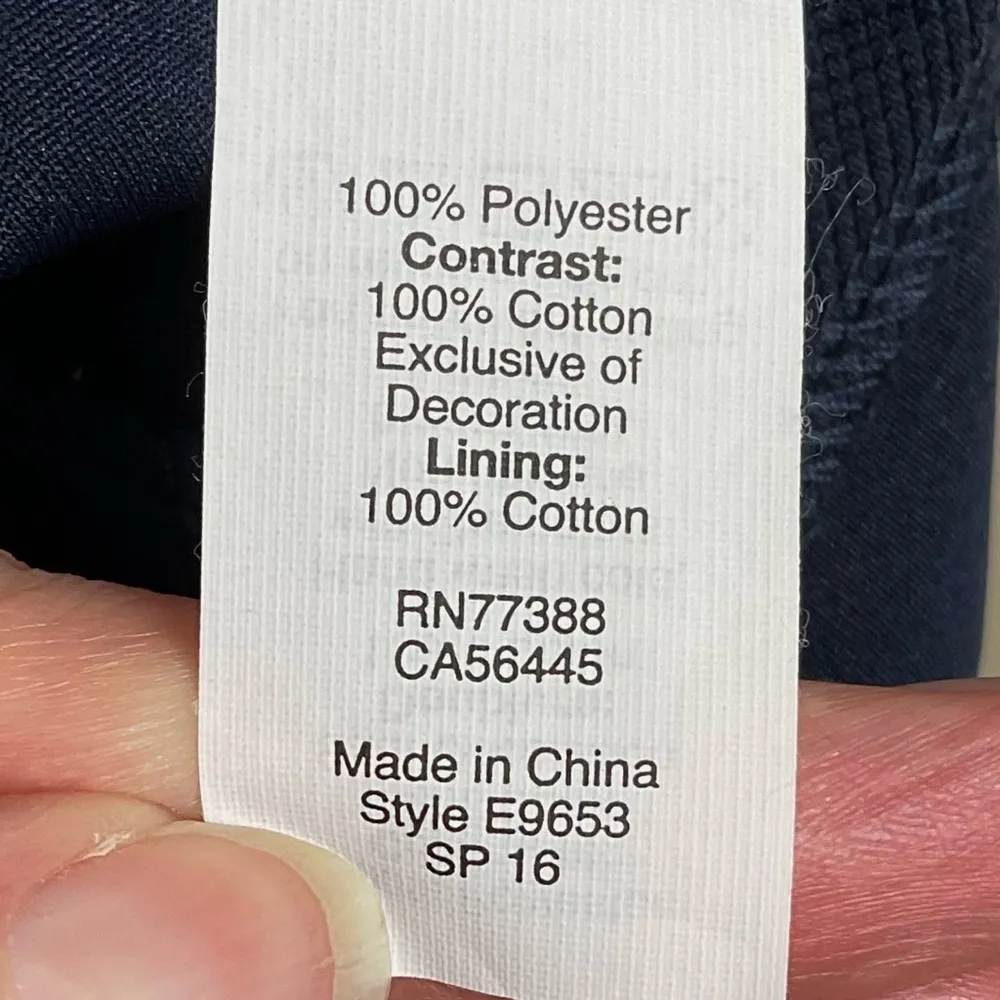 100% Polyester
Contrast:
100% Cotton
Exclusive of
Decoration
Lining:
100% Cotton
RN77388
CA56445
Made in China
Style E9653
SP 16